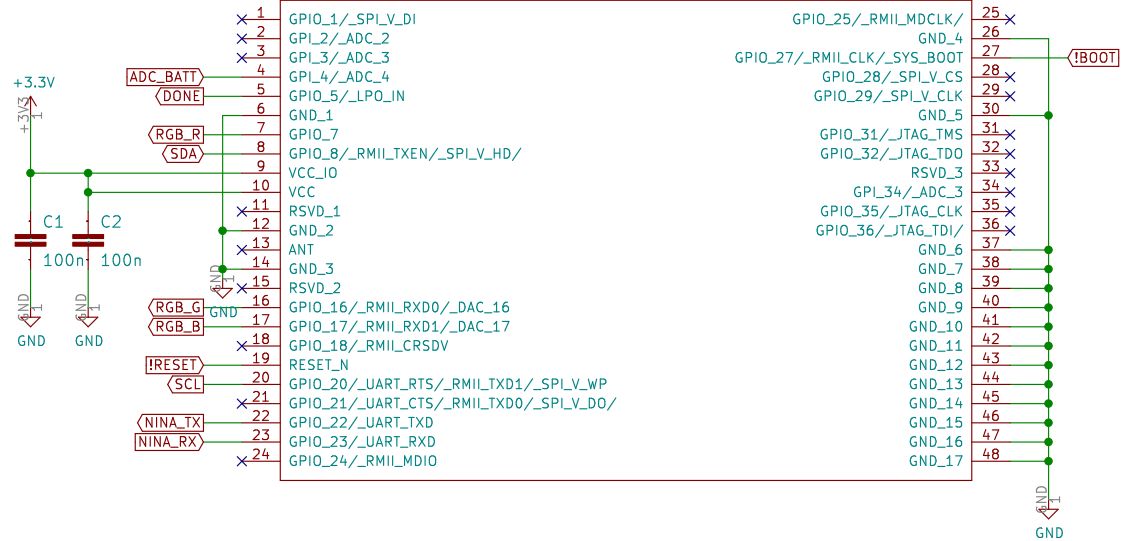 1 GPIO_1/_SPI_V_DI
2 GPI_2/_ADC_2
3 GPI_3/_ADC_3
ADC_BATT 4 GPI_4/_ADC_4
DONE 5 GPIO_5/_LPO_IN
6 GND_1
RGB_R 7 GPIO_7
SDA 8 GPIO_8/_RMII_TXEN/_SPI_V_HD/
9 VCC_IO
10 VCC
11 RSVD_1
12 GND_2
13 ANT
14 GND_3
15 RSVD_2
RGB_G 16 GPIO_16/_RMII_RXD0/_DAC_16
RGB_B 17 GPIO_17/_RMII_RXD1/_DAC_17
18 GPIO_18/_RMII_CRSDV
!RESET 19 RESET_N
SCL 20 GPIO_20/_UART_RTS/_RMII_TXD1/_SPI_V_WP
21 GPIO_21/_UART_CTS/_RMII_TXD0/_SPI_V_DO/
NINA_TX 22 GPIO_22/_UART_TXD
NINA_RX 23 GPIO_23/_UART_RXD
24 GPIO_24/_RMII_MDIO
GPIO_25/_RMII_MDCLK/ 25
GND_4 26
GPIO_27/_RMII_CLK/_SYS_BOOT 27 !BOOT
GPIO_28/_SPI_V_CS 28
GPIO_29/_SPI_V_CLK 29
GND_5 30
GPIO_31/_JTAG_TMS 31
GPIO_32/_JTAG_TDO 32
RSVD_3 33
GPI_34/_ADC_3 34
GPIO_35/_JTAG_CLK 35
GPIO_36/_JTAG_TDI/ 36
GND_6 37
GND_7 38
GND_8 39
GND_9 40
GND_10 41
GND_11 42
GND_12 43
GND_13 44
GND_14 45
GND_15 46
GND_16 47
GND_17 48
+3.3V
+3V3
1
C1
100n
C2
100n
GND
1
GND
GND
1
GND
GND
1
GND
GND
1
GND